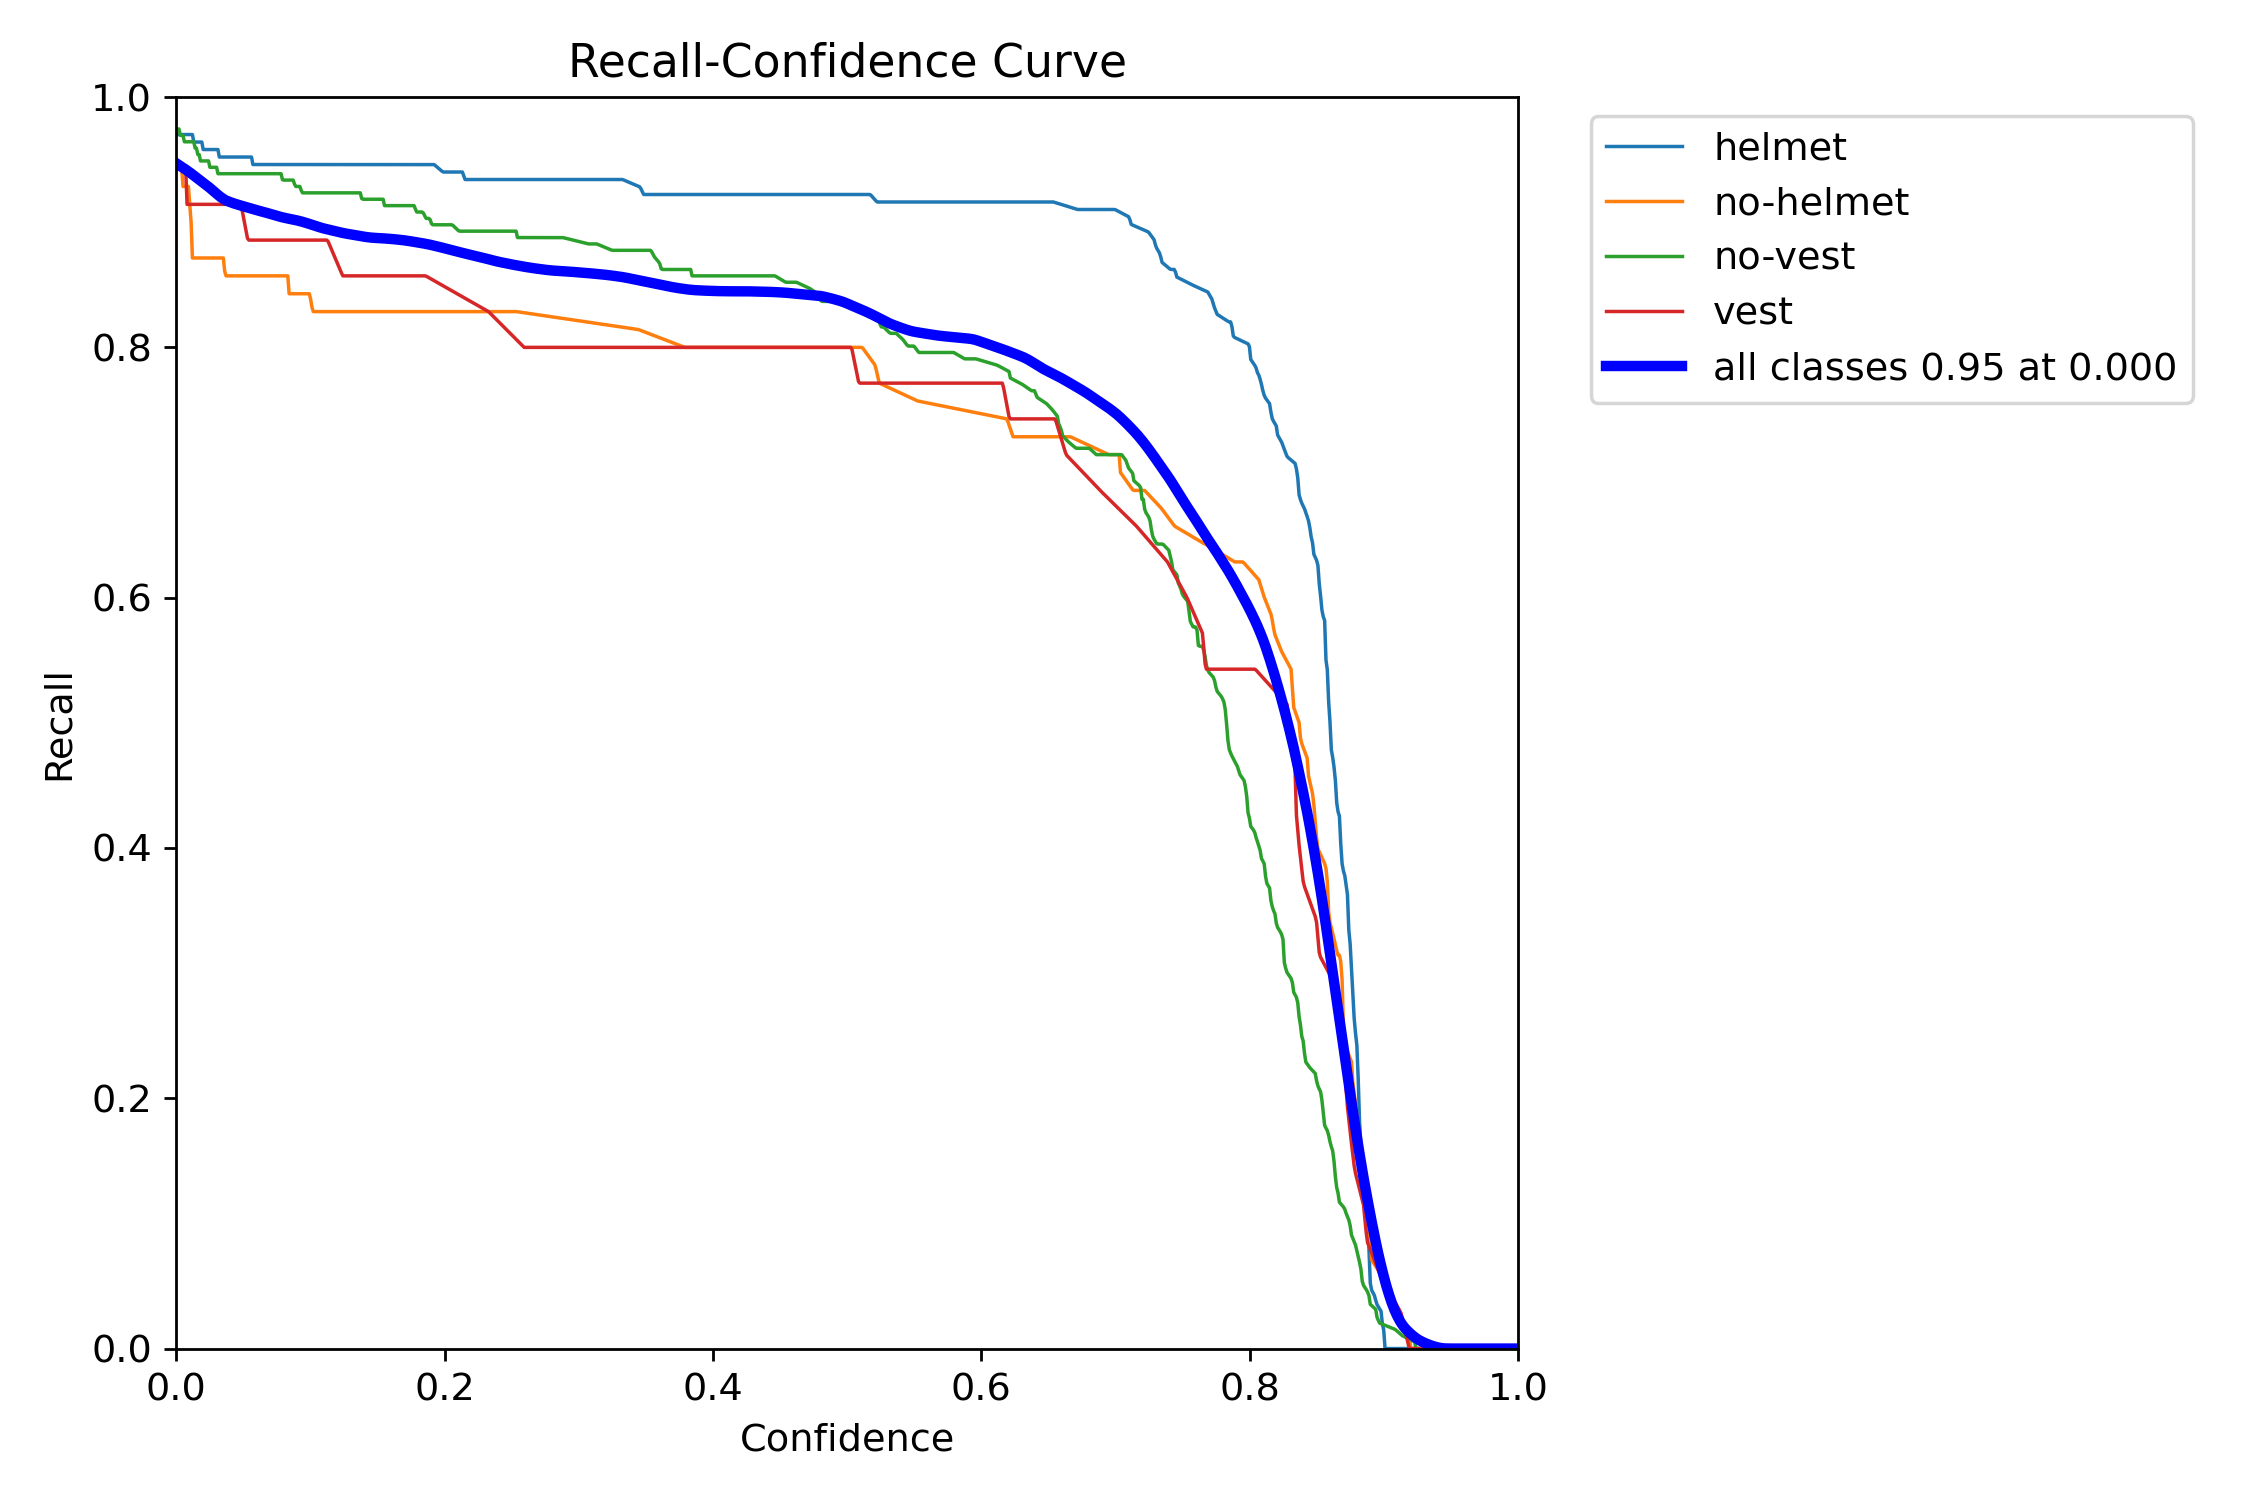 Recall-Confidence Curve
1.0
0.8
0.6
0.4
0.2
0.0
Recall
0.0 0.2 0.4 0.6 0.8 1.0
Confidence
helmet
no-helmet
no-vest
vest
all classes 0.95 at 0.000